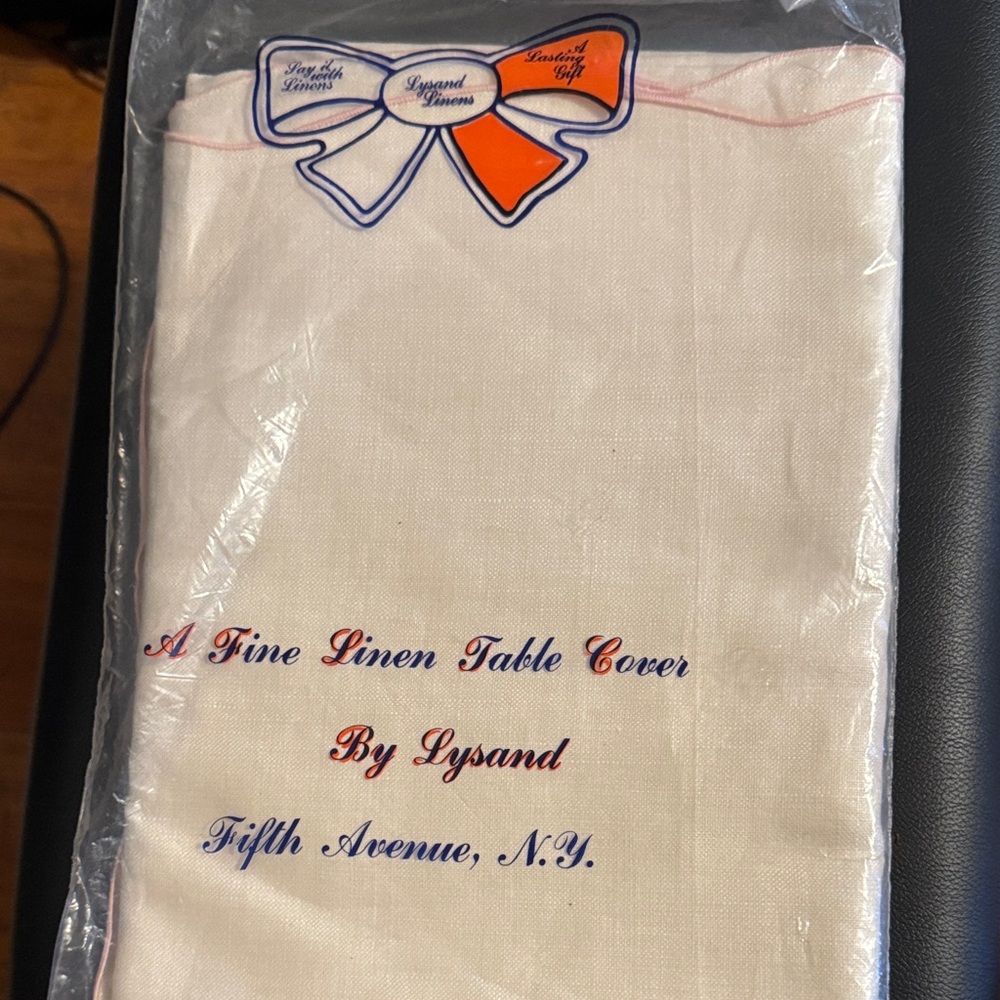 Say it
with
Linens
Lysand
Linens
A
Lasting
Gift
A Fine Linen Table Cover
By Lysand
Fifth Avenue, N.Y.